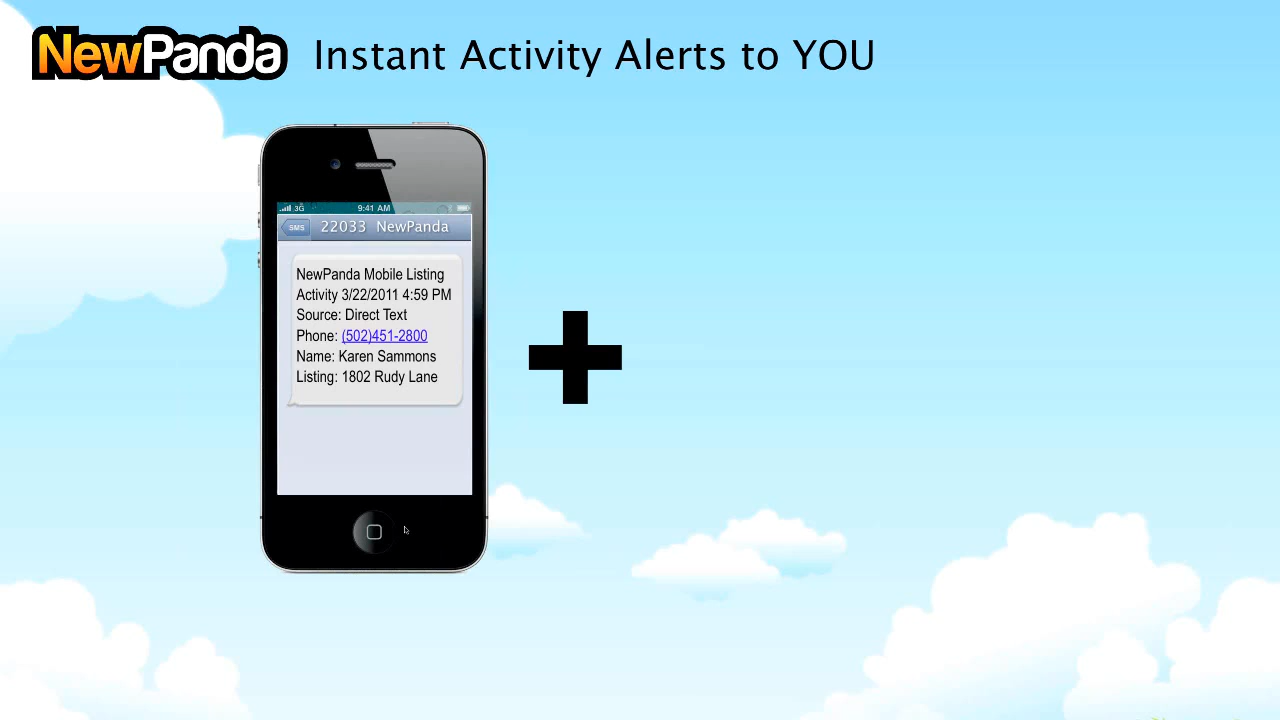 NewPanda Instant Activity Alerts to YOU
3G 9:41 AM
SMS 22033 NewPanda
NewPanda Mobile Listing
Activity 3/22/2011 4:59 PM
Source: Direct Text
Phone: (502)451-2800
Name: Karen Sammons
Listing: 1802 Rudy Lane